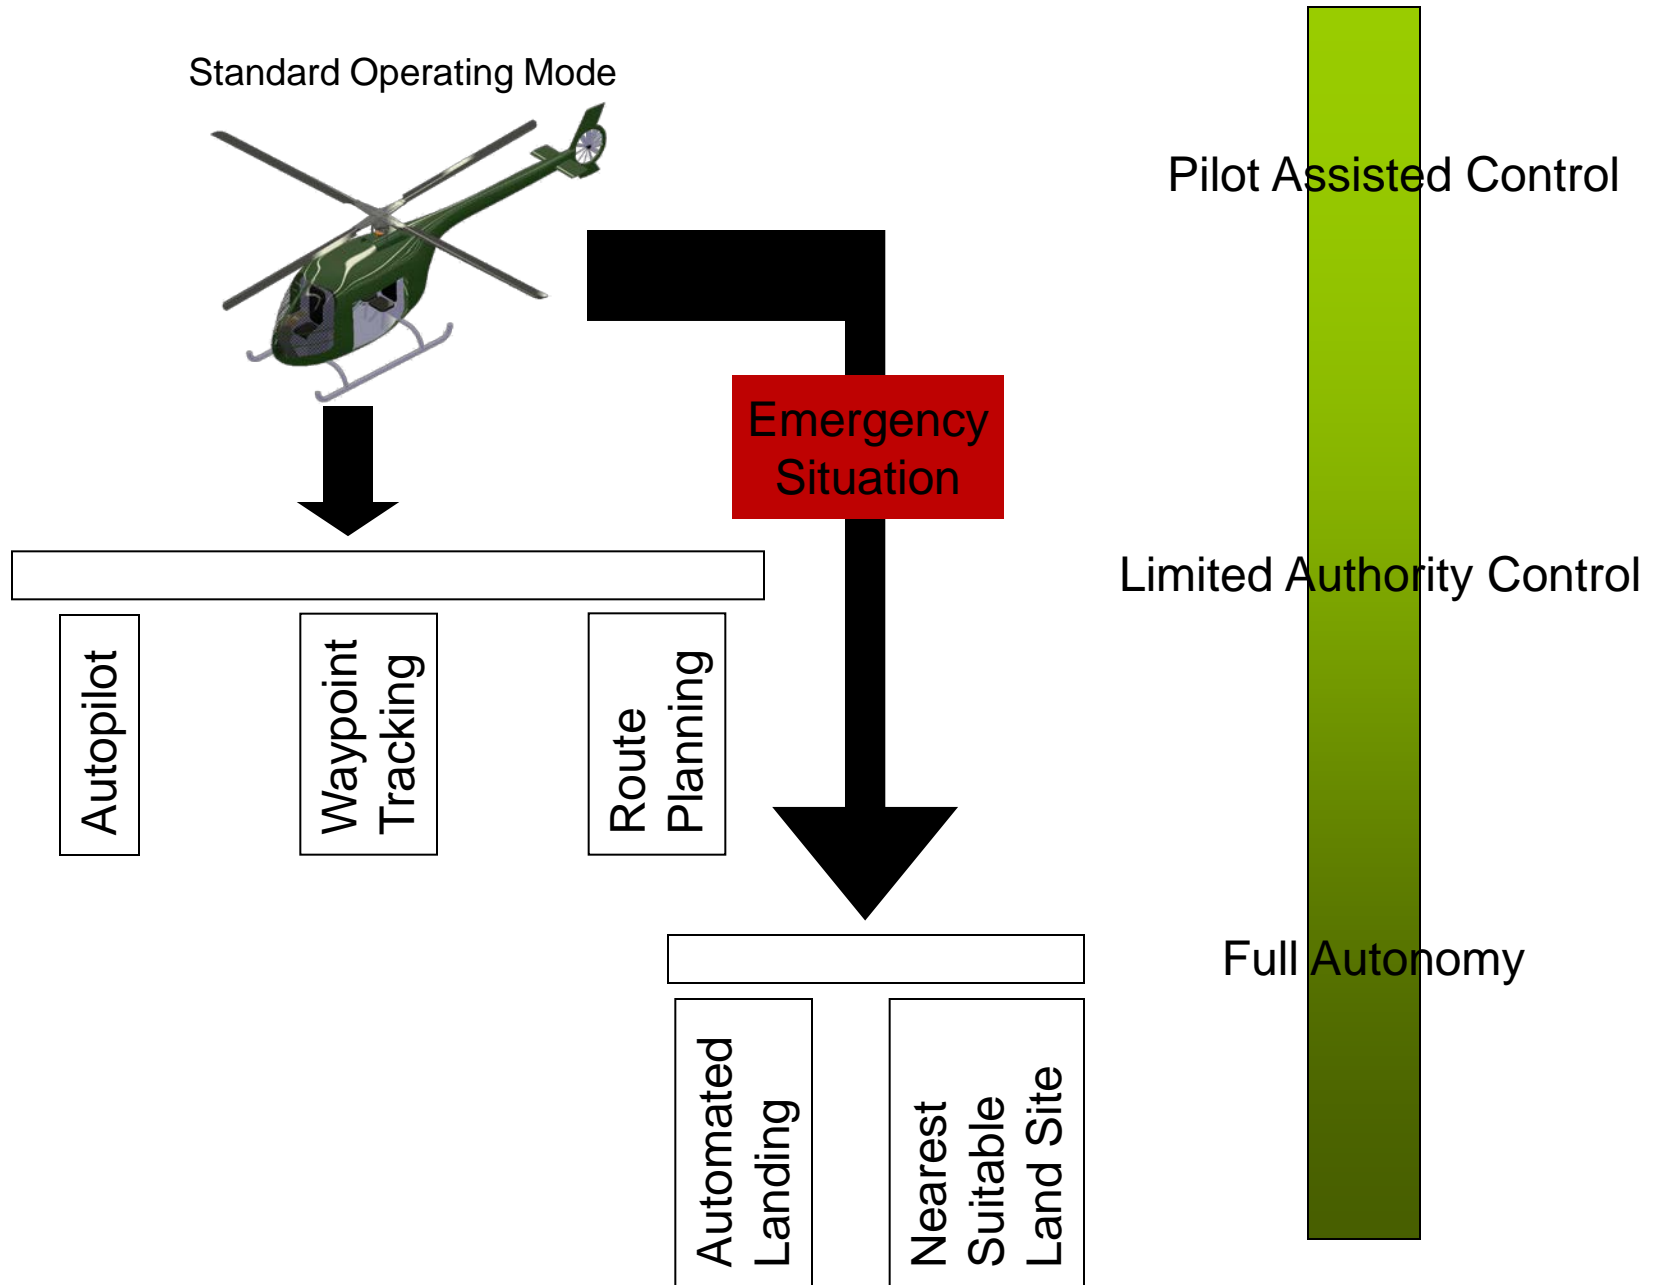 Standard Operating Mode
Pilot Assisted Control
Emergency
Situation
Limited Authority Control
Autopilot
Waypoint
Tracking
Route
Planning
Full Autonomy
Automated
Landing
Nearest
Suitable
Land Site